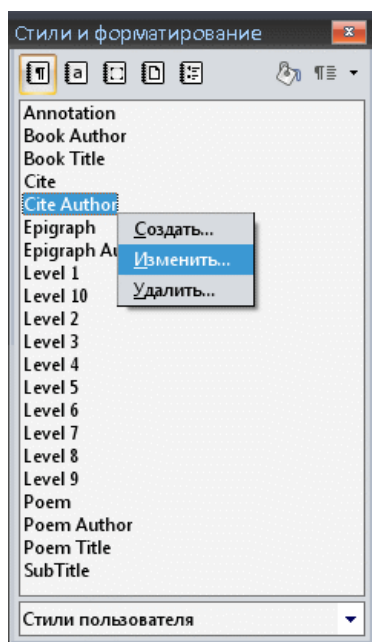 Стили и форматирование
Annotation
Book Author
Book Title
Cite
Cite Author
Epigraph
Создать...
Epigraph Au
Изменить...
Level 1
Level 10
Удалить...
Level 2
Level 3
Level 4
Level 5
Level 6
Level 7
Level 8
Level 9
Poem
Poem Author
Poem Title
SubTitle
Стили пользователя